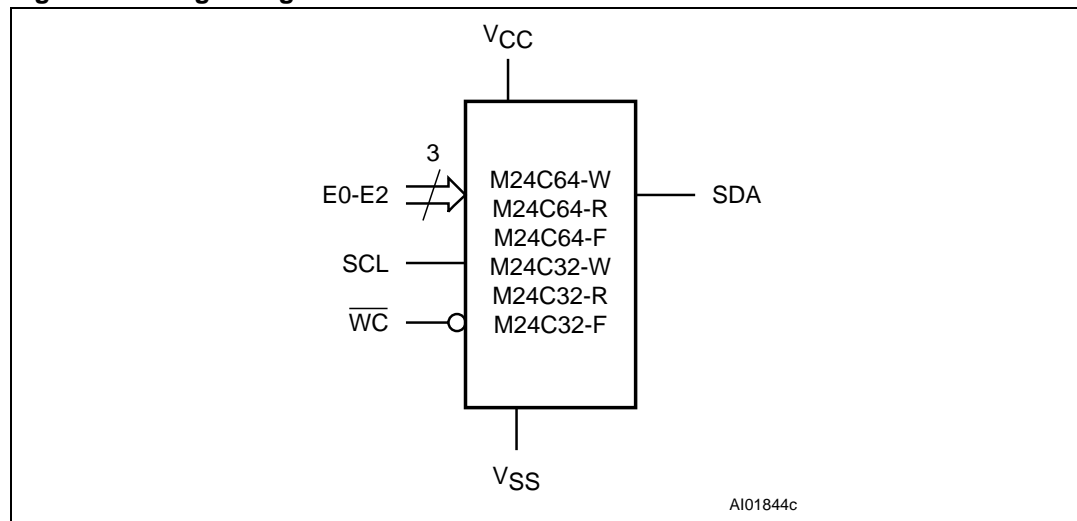 VCC
3
E0-E2
SCL
WC
M24C64-W
M24C64-R
M24C64-F
M24C32-W
M24C32-R
M24C32-F
SDA
VSS
AI01844c